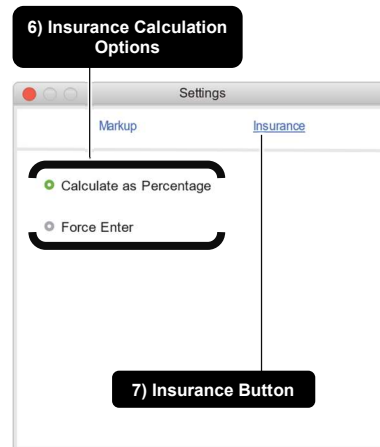 6) Insurance Calculation
Options
Settings
Markup Insurance
Calculate as Percentage
Force Enter
7) Insurance Button